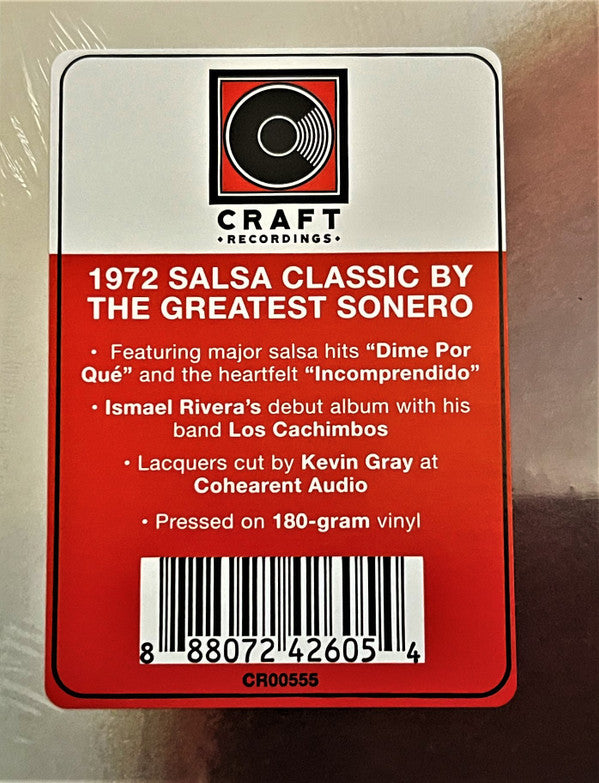 CRAFT
•RECORDINGS•
1972 SALSA CLASSIC BY
THE GREATEST SONERO
• Featuring major salsa hits “Dime Por
Qué” and the heartfelt “Incomprendido”
• Ismael Rivera’s debut album with his
band Los Cachimbos
• Lacquers cut by Kevin Gray at
Cohearent Audio
• Pressed on 180-gram vinyl
8 88072 42605 4
CR00555